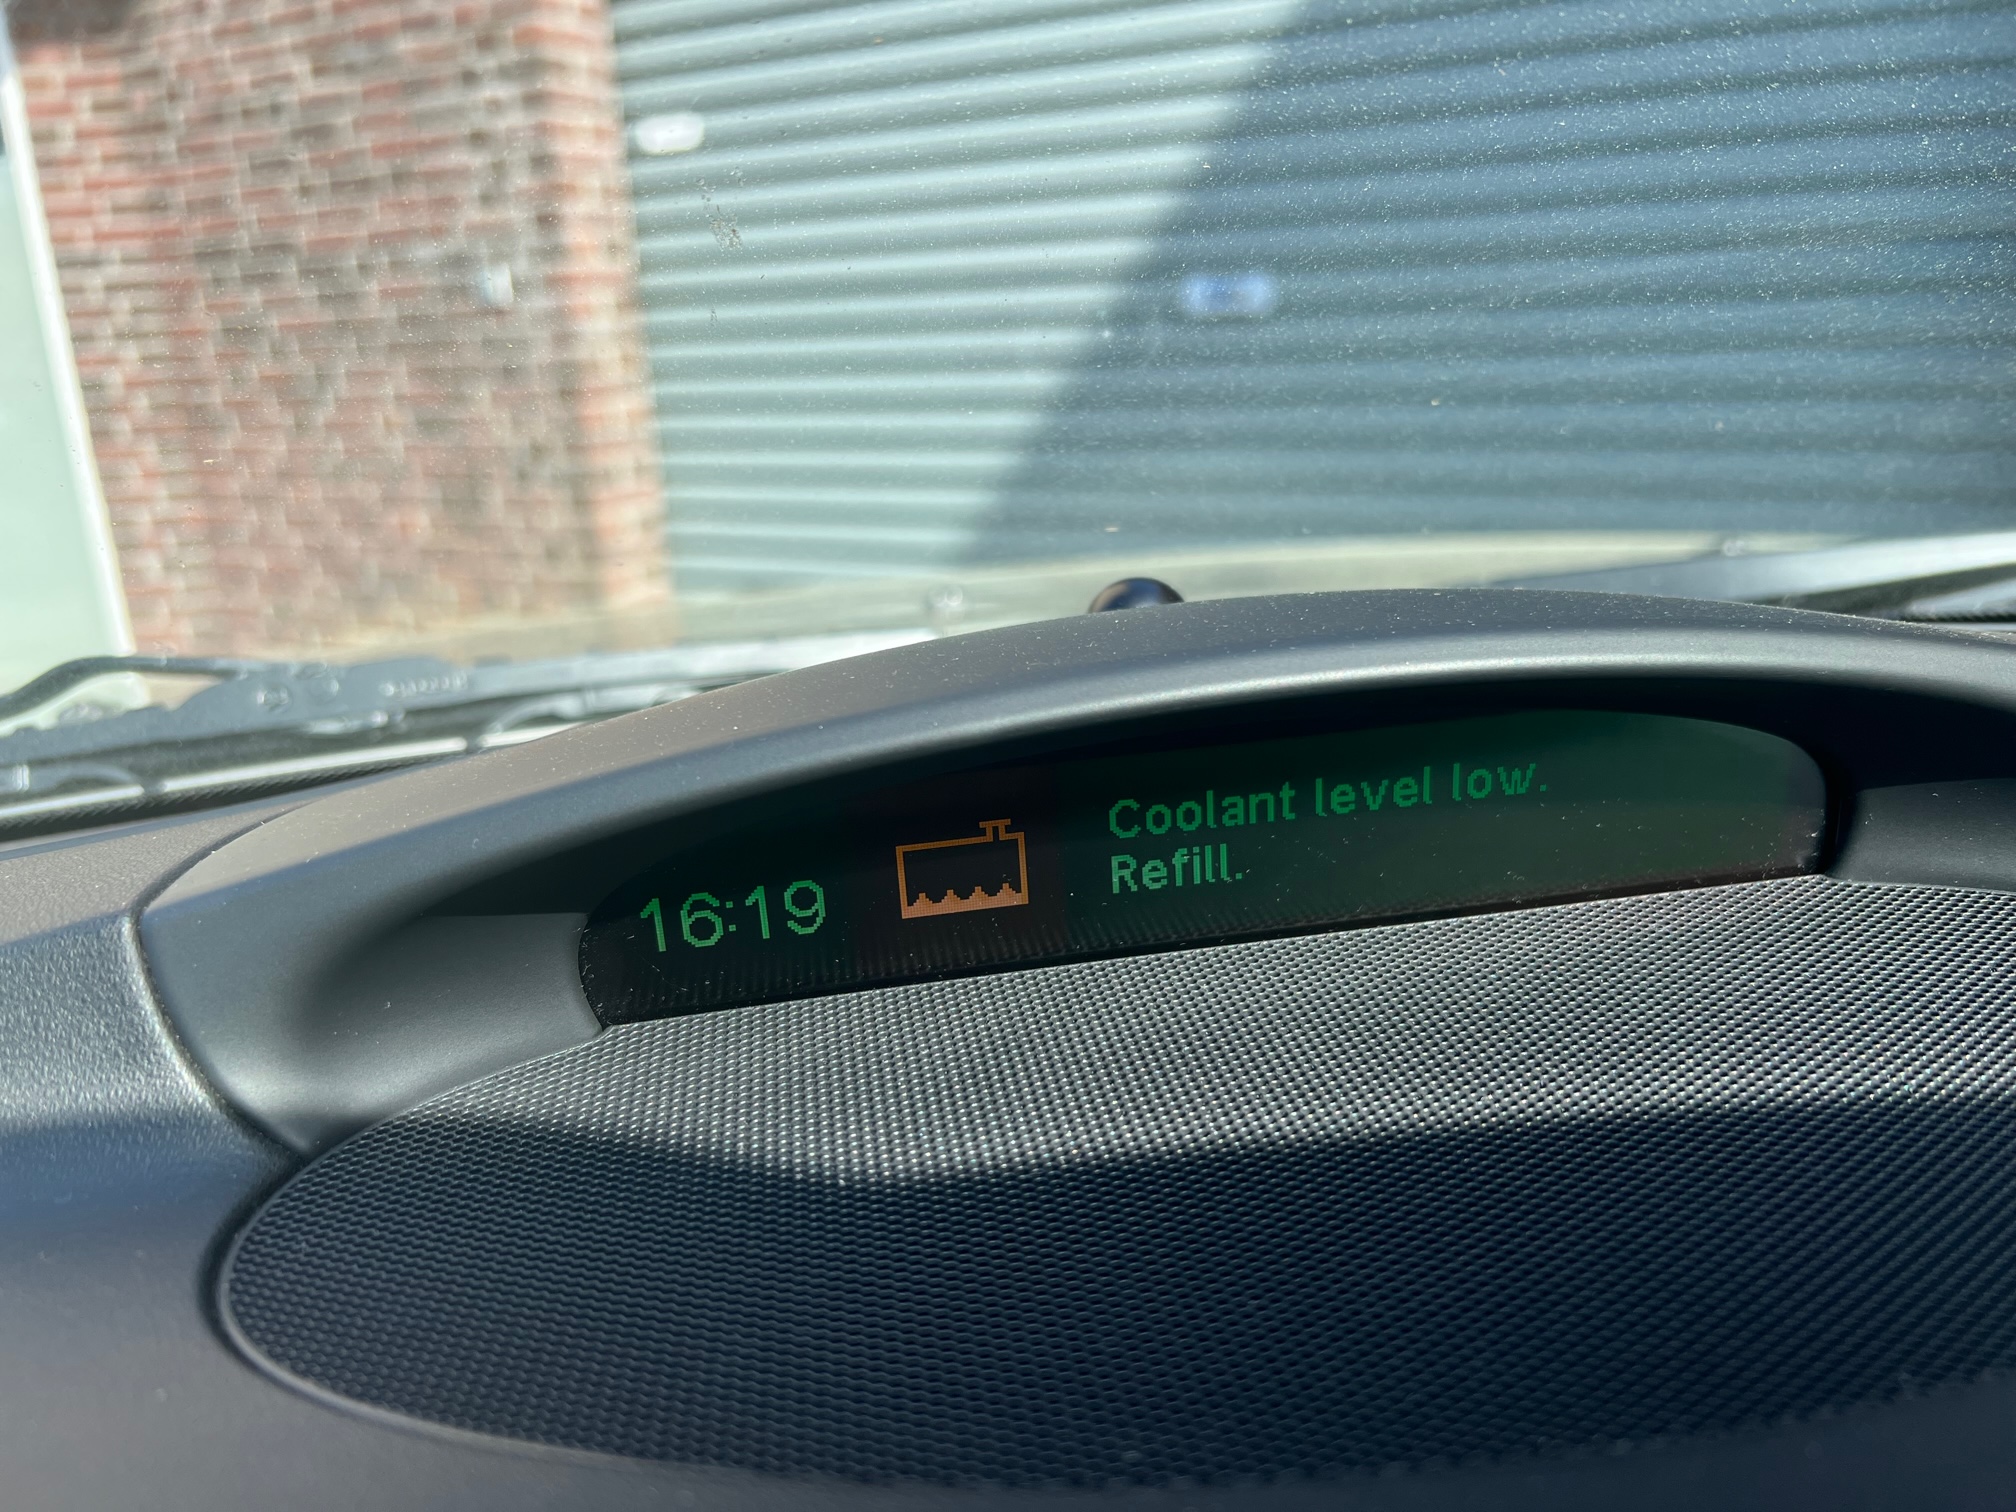 16:19
Coolant level low.
Refill.